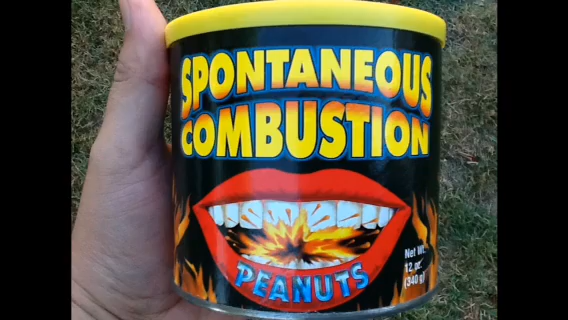 SPONTANEOUS
COMBUSTION
PEANUTS
Net Wt.
12 oz.
(340 g)